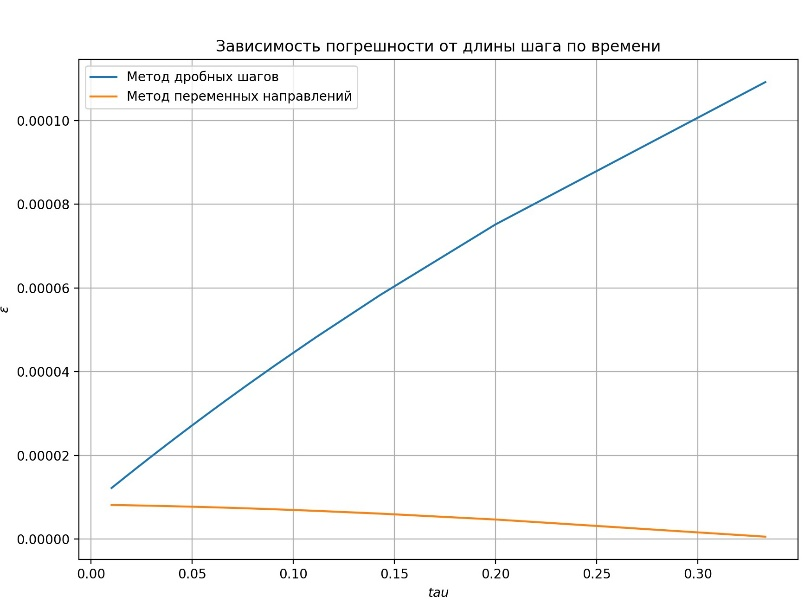 Зависимость погрешности от длины шага по времени
Метод дробных шагов
Метод переменных направлений
0.00010
0.00008
0.00006
0.00004
0.00002
0.00000
ε
0.00 0.05 0.10 0.15 0.20 0.25 0.30
tau